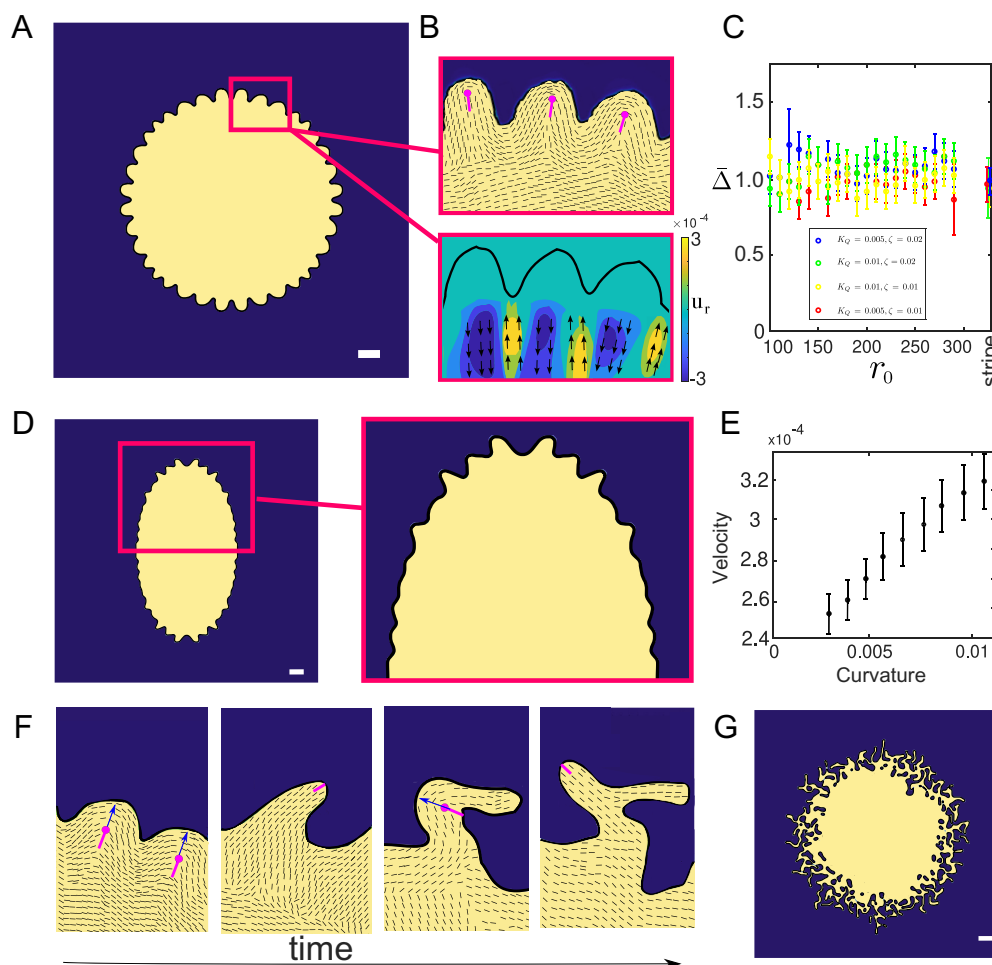 A
B
C
×10⁻⁴
3
u_r
-3
1.5
1.0
0.5
0
Δ̄
K_Q = 0.005, ζ = 0.02
K_Q = 0.01, ζ = 0.02
K_Q = 0.01, ζ = 0.01
K_Q = 0.005, ζ = 0.01
100 150 200 250 300 stripe
r₀
D
E
x10⁻⁴
3.2
3
2.8
2.6
2.4
Velocity
0 0.005 0.01
Curvature
F
G
time